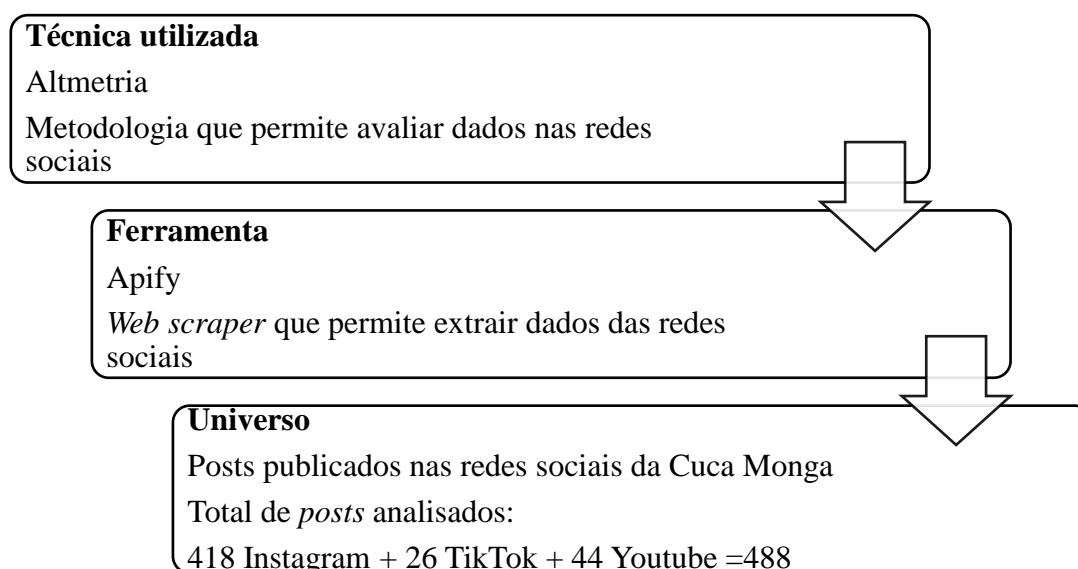 Técnica utilizada
Altmetria
Metodologia que permite avaliar dados nas redes
sociais
Ferramenta
Apify
Web scraper que permite extrair dados das redes
sociais
Universo
Posts publicados nas redes sociais da Cuca Monga
Total de posts analisados:
418 Instagram + 26 TikTok + 44 Youtube =488